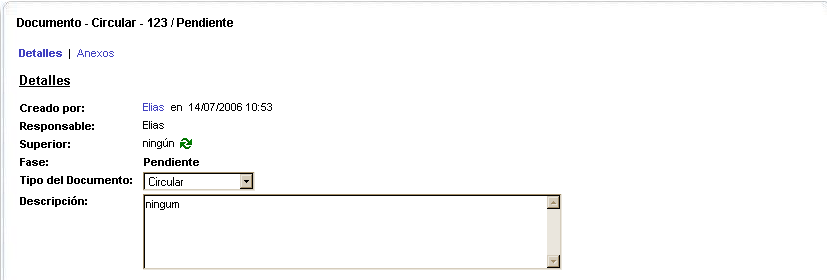 Documento - Circular - 123 / Pendiente
Detalles | Anexos
Detalles
Creado por: Elias en 14/07/2006 10:53
Responsable: Elias
Superior: ningún
Fase: Pendiente
Tipo del Documento: Circular
Descripción: ningum